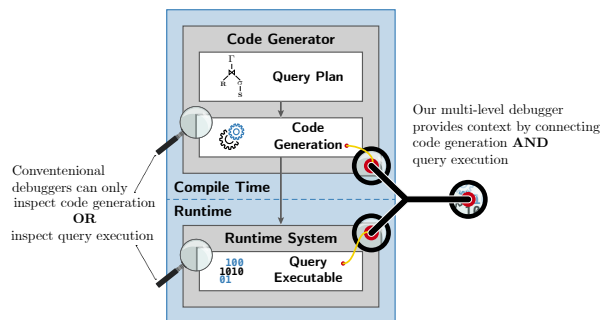 Code Generator
Γ
⋈
R
σ
S
Query Plan
Code
Generation
Compile Time
Runtime
Runtime System
100
1010
01
Query
Executable
Conventenional
debuggers can only
inspect code generation
OR
inspect query execution
Our multi-level debugger
provides context by connecting
code generation AND
query execution